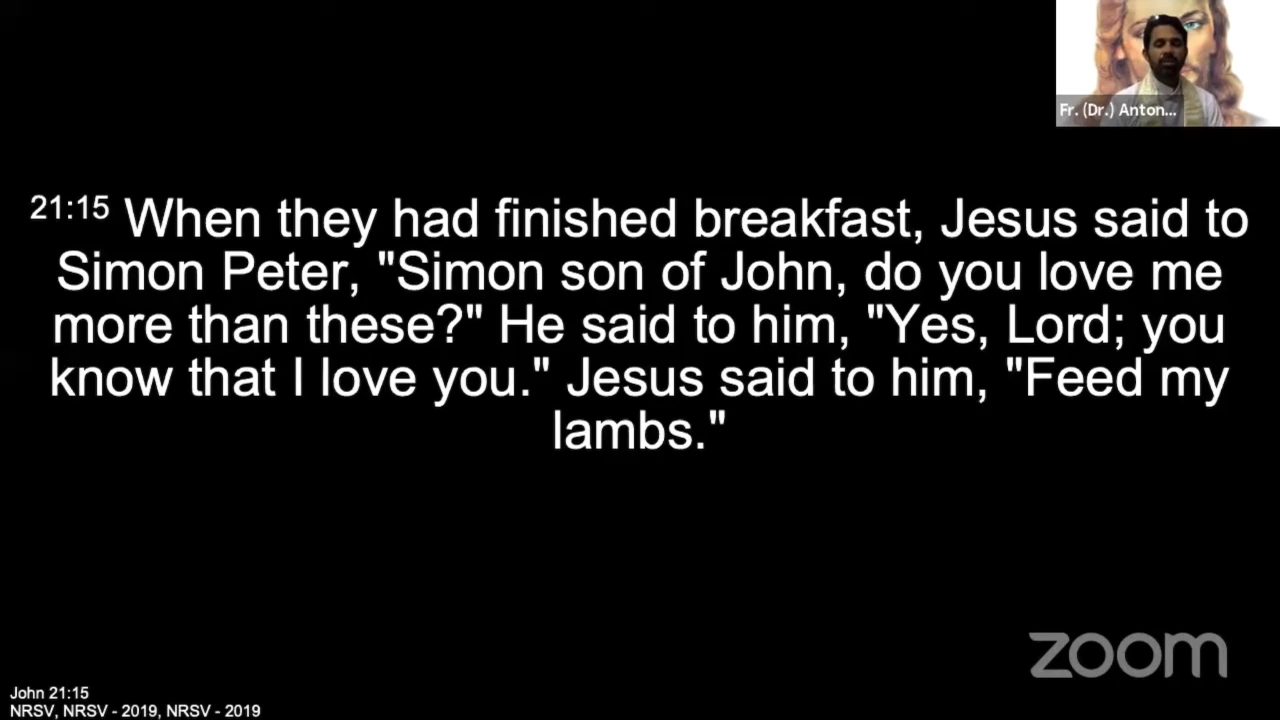 Fr. (Dr.) Anton...
21:15 When they had finished breakfast, Jesus said to
Simon Peter, "Simon son of John, do you love me
more than these?" He said to him, "Yes, Lord; you
know that I love you." Jesus said to him, "Feed my
lambs."
zoom
John 21:15
NRSV, NRSV - 2019, NRSV - 2019